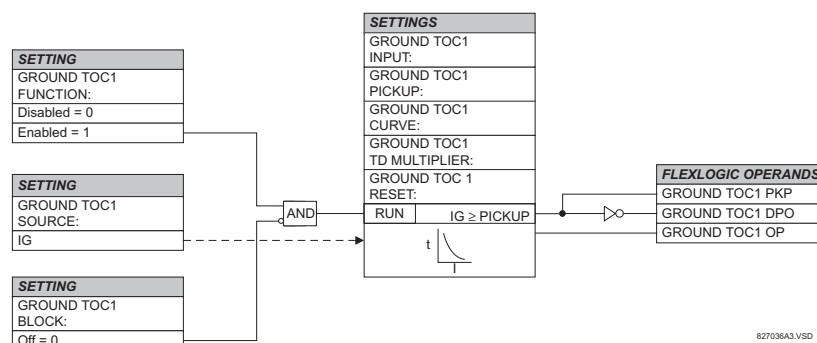 SETTING
GROUND TOC1
FUNCTION:
Disabled = 0
Enabled = 1
SETTING
GROUND TOC1
SOURCE:
IG
SETTING
GROUND TOC1
BLOCK:
Off = 0
AND
SETTINGS
GROUND TOC1
INPUT:
GROUND TOC1
PICKUP:
GROUND TOC1
CURVE:
GROUND TOC1
TD MULTIPLIER:
GROUND TOC 1
RESET:
RUN
IG ≥ PICKUP
t
I
FLEXLOGIC OPERANDS
GROUND TOC1 PKP
GROUND TOC1 DPO
GROUND TOC1 OP
827036A3.VSD